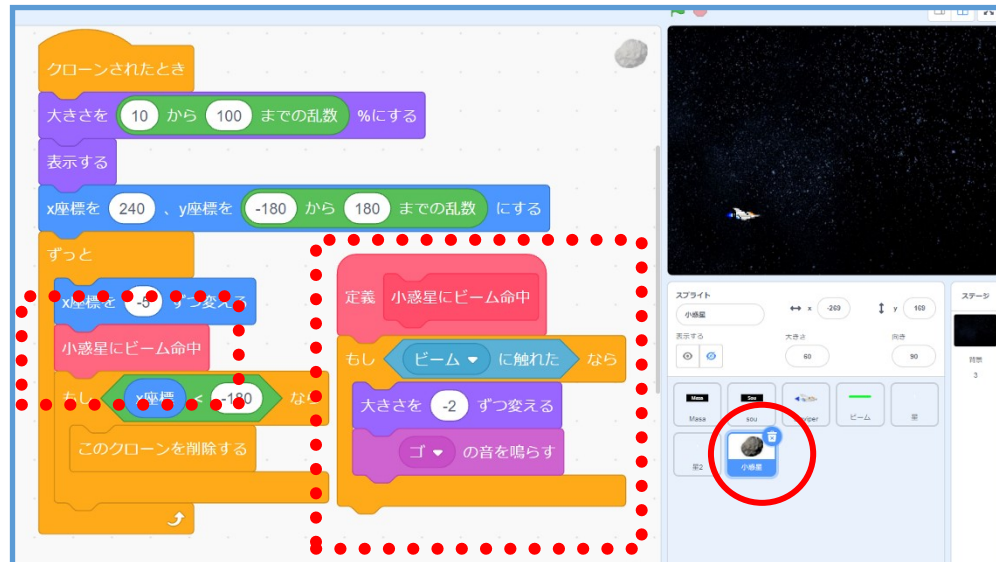 クローンされたとき
大きさを 10 から 100 までの乱数 %にする
表示する
x座標を 240 、y座標を -180 から 180 までの乱数 にする
ずっと
x座標を -5 ずつ変える
小惑星にビーム命中
もし x座標 < -180 なら
このクローンを削除する
定義 小惑星にビーム命中
もし ビーム に触れた なら
大きさを -2 ずつ変える
ゴ の音を鳴らす
スプライト
小惑星
x -269
y 169
表示する
大きさ
60
向き
90
Masa
sou
ビーム
星
星2
小惑星
ステージ
背景
3